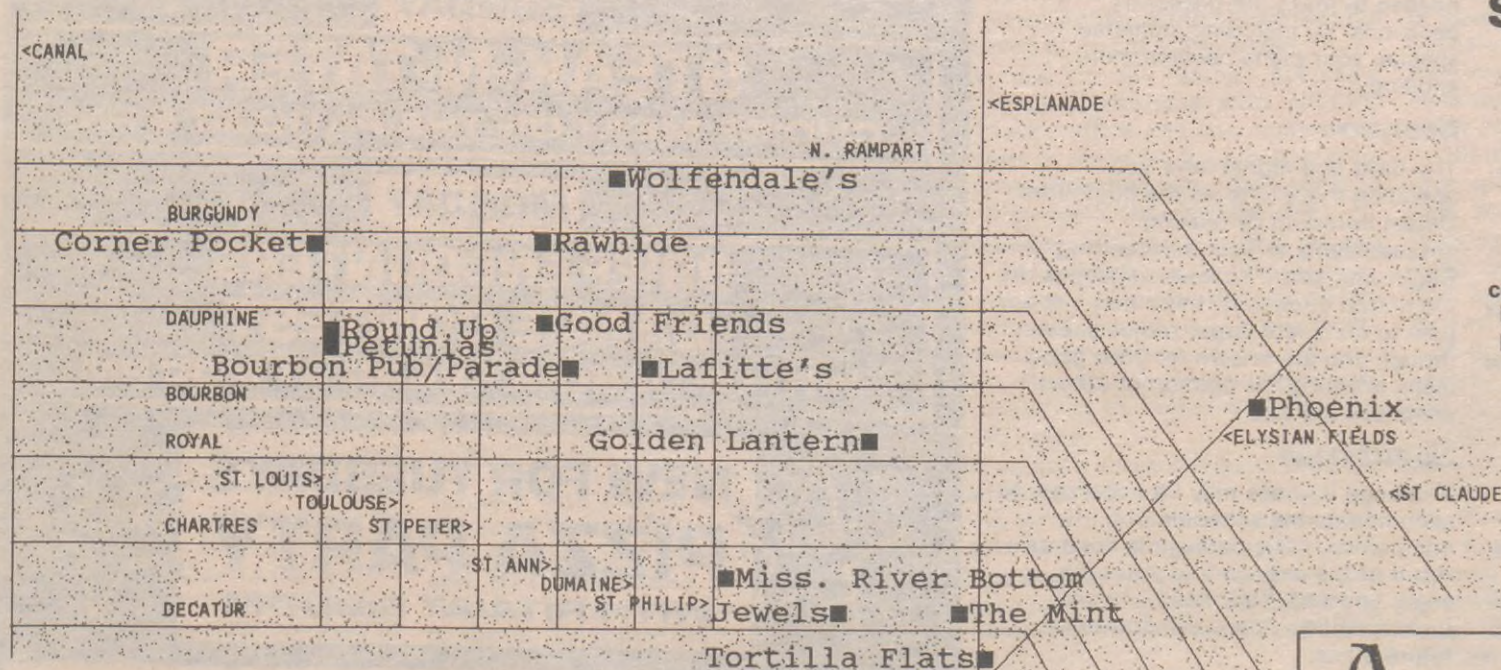 S
<CANAL
<ESPLANADE
N. RAMPART
■Wolfendale's
BURGUNDY
Corner Pocket■
■Rawhide
c
DAUPHINE
■Round Up
■Petunias
■Good Friends
Bourbon Pub/Parade■
■Lafitte's
BOURBON
■Phoenix
<ELYSIAN FIELDS
ROYAL
Golden Lantern■
ST LOUIS>
TOULOUSE>
<ST CLAUDE
CHARTRES
ST PETER>
ST.ANN>
DUMAINE>
■Miss. River Bottom
ST PHILIP>
DECATUR
Jewels■
■The Mint
Tortilla Flats■
A